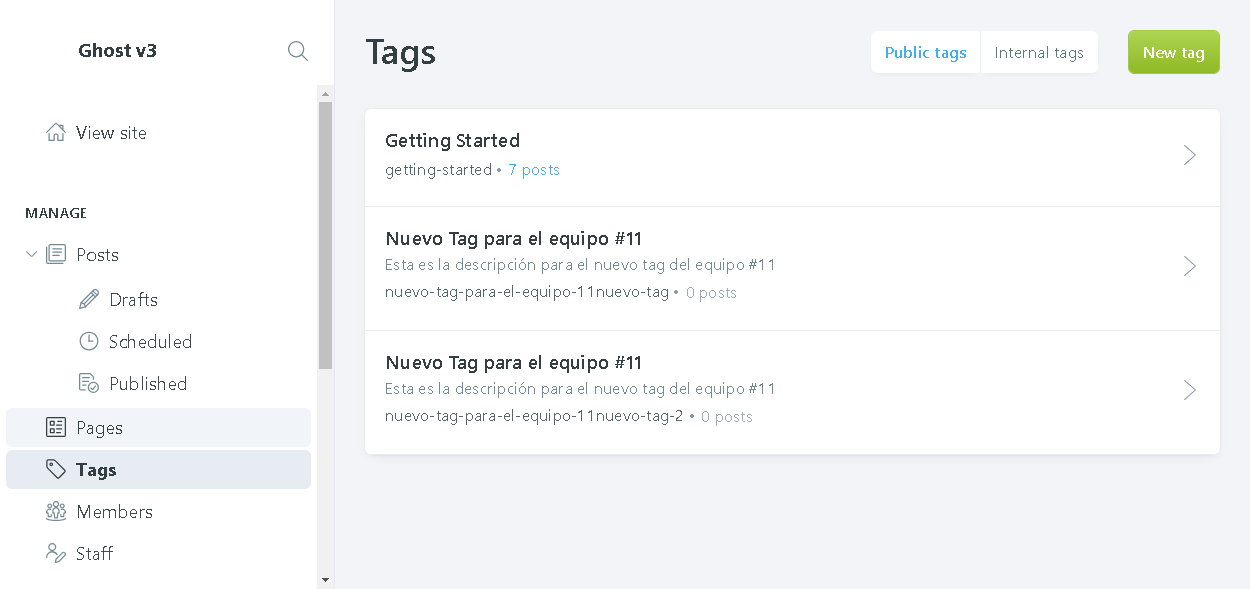 Ghost v3
View site
MANAGE
Posts
Drafts
Scheduled
Published
Pages
Tags
Members
Staff
Tags
Public tags
Internal tags
New tag
Getting Started
getting-started • 7 posts
Nuevo Tag para el equipo #11
Esta es la descripción para el nuevo tag del equipo #11
nuevo-tag-para-el-equipo-11nuevo-tag • 0 posts
Nuevo Tag para el equipo #11
Esta es la descripción para el nuevo tag del equipo #11
nuevo-tag-para-el-equipo-11nuevo-tag-2 • 0 posts